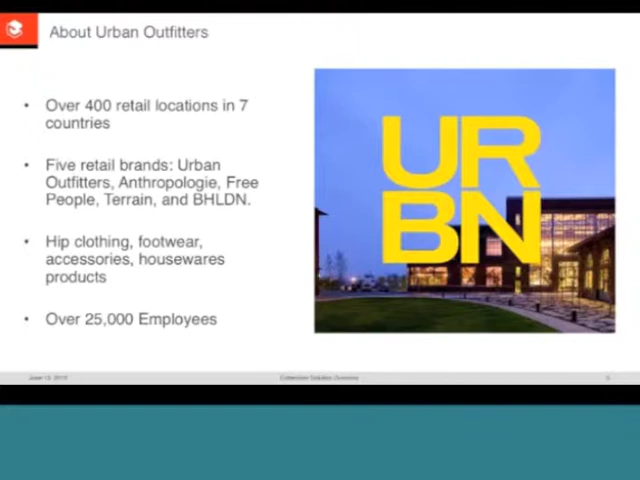 About Urban Outfitters
• Over 400 retail locations in 7
countries
• Five retail brands: Urban
Outfitters, Anthropologie, Free
People, Terrain, and BHLDN.
• Hip clothing, footwear,
accessories, housewares
products
• Over 25,000 Employees
UR
BN